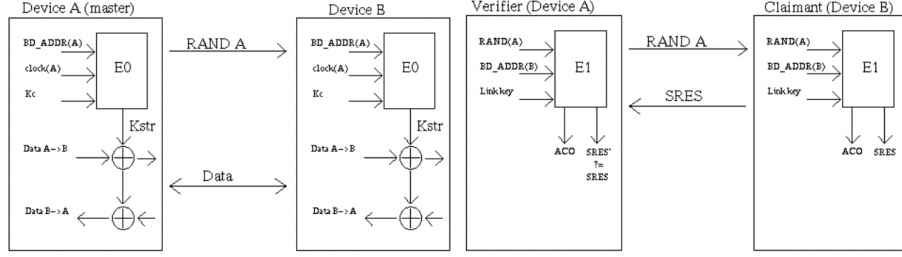 Device A (master)
BD_ADDR(A)
clock(A)
Kc
E0
Kstr
Data A->B
Data B->A
RAND A
Data
Device B
BD_ADDR(A)
clock(A)
Kc
E0
Kstr
Data A->B
Data B->A
Verifier (Device A)
RAND(A)
BD_ADDR(B)
Link key
E1
ACO
SRES'
?=
SRES
RAND A
SRES
Claimant (Device B)
RAND(A)
BD_ADDR(B)
Link key
E1
ACO
SRES